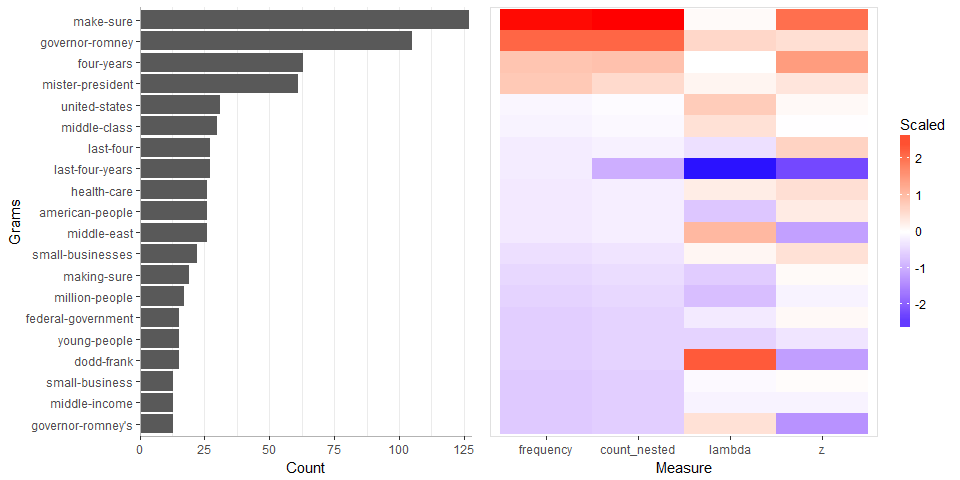 Grams
make-sure
governor-romney
four-years
mister-president
united-states
middle-class
last-four
last-four-years
health-care
american-people
middle-east
small-businesses
making-sure
million-people
federal-government
young-people
dodd-frank
small-business
middle-income
governor-romney's
0 25 50 75 100 125
Count
frequency count_nested lambda z
Measure
Scaled
2
1
0
-1
-2